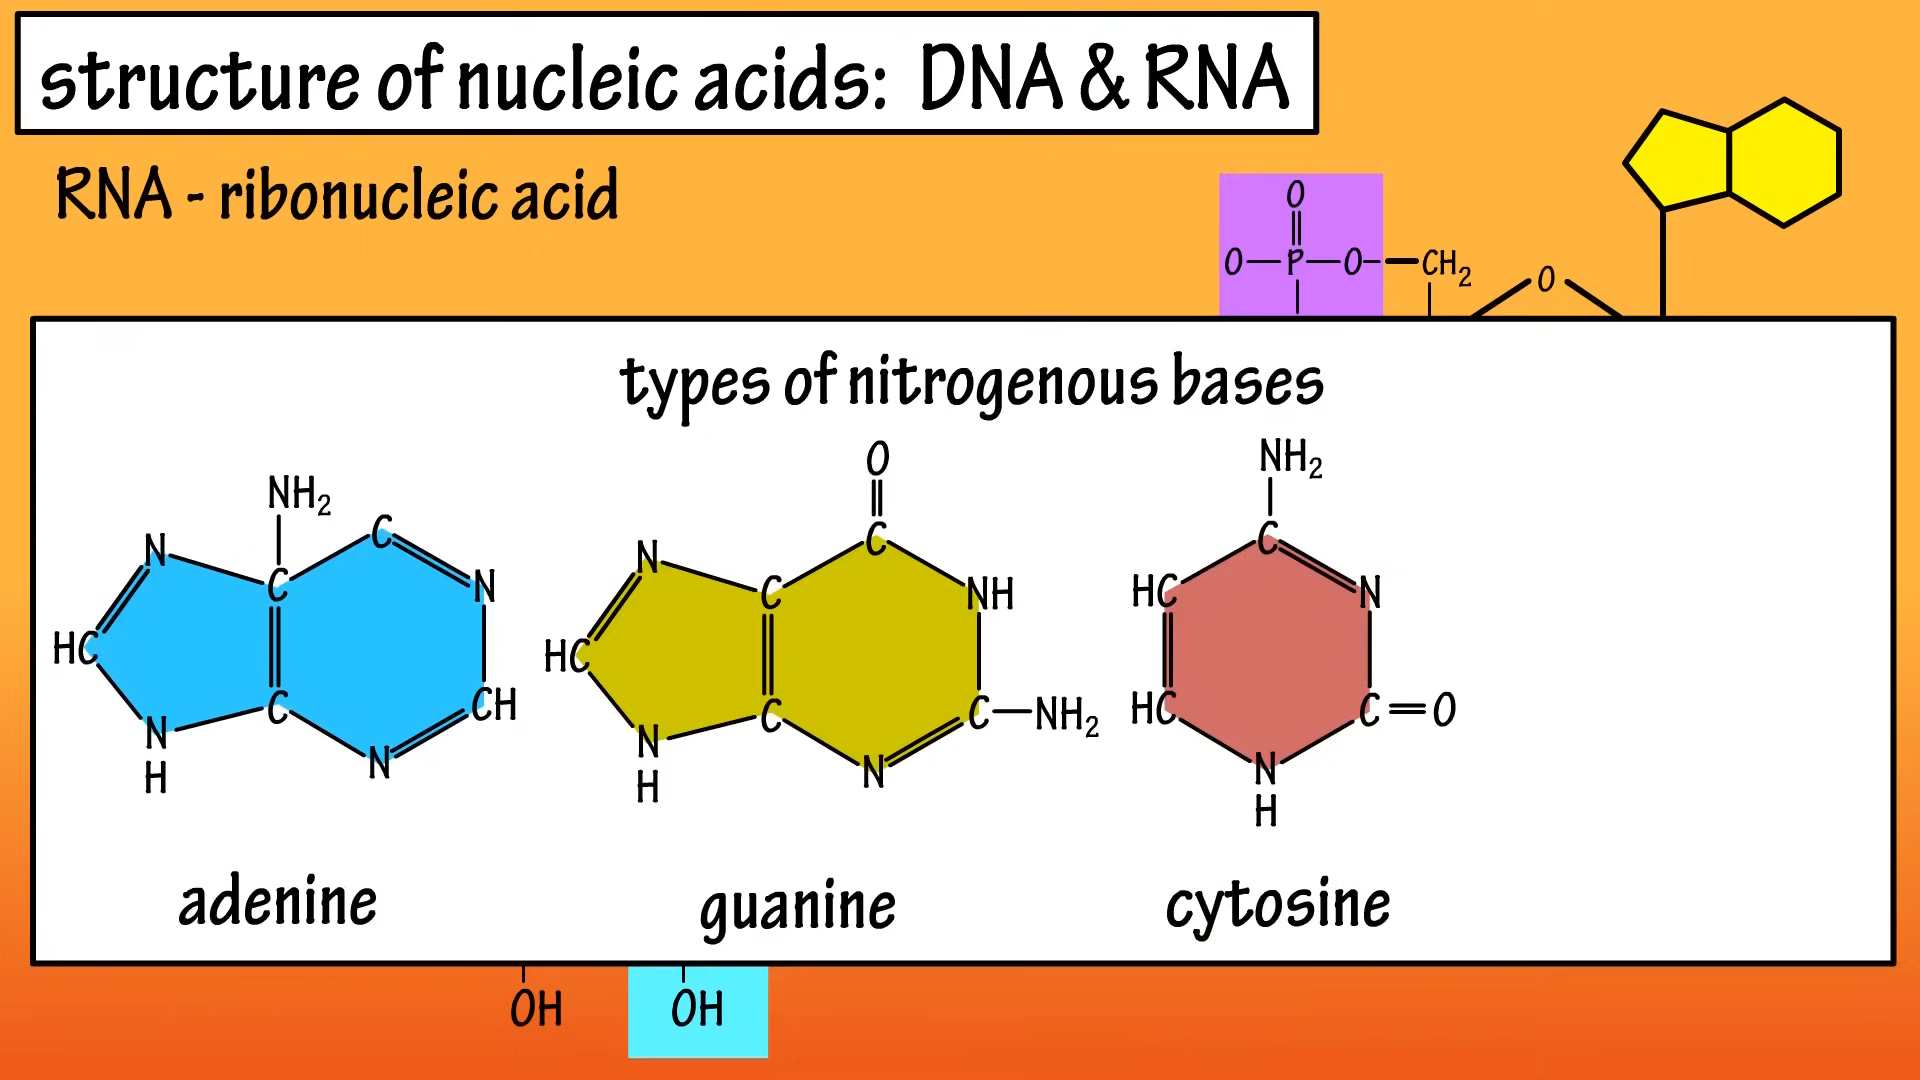 structure of nucleic acids: DNA & RNA
RNA - ribonucleic acid
O
O P O CH2 O
types of nitrogenous bases
NH2
C
N
C
N
HC
C
CH
N
H
N
adenine
O
C
N
C
NH
HC
C
C NH2
N
H
N
guanine
NH2
C
HC
N
HC
C=O
N
H
cytosine
OH
OH